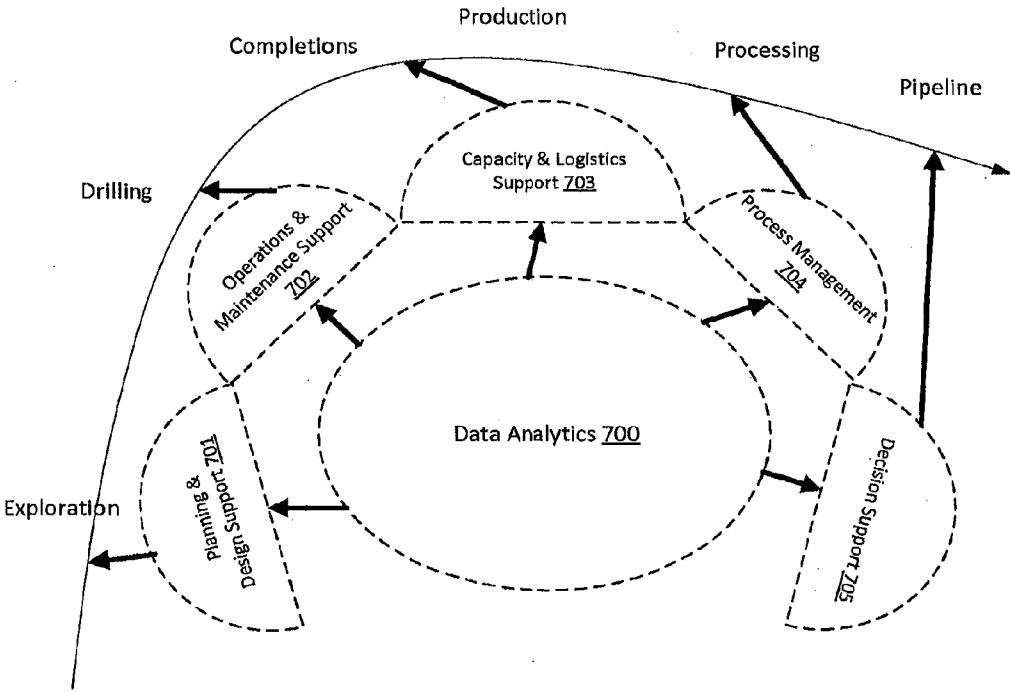 Production
Completions
Processing
Pipeline
Capacity & Logistics
Support 703
Drilling
Operations &
Maintenance Support
702
Process Management
704
Data Analytics 700
Exploration
Planning &
Design Support 701
Decision Support 705